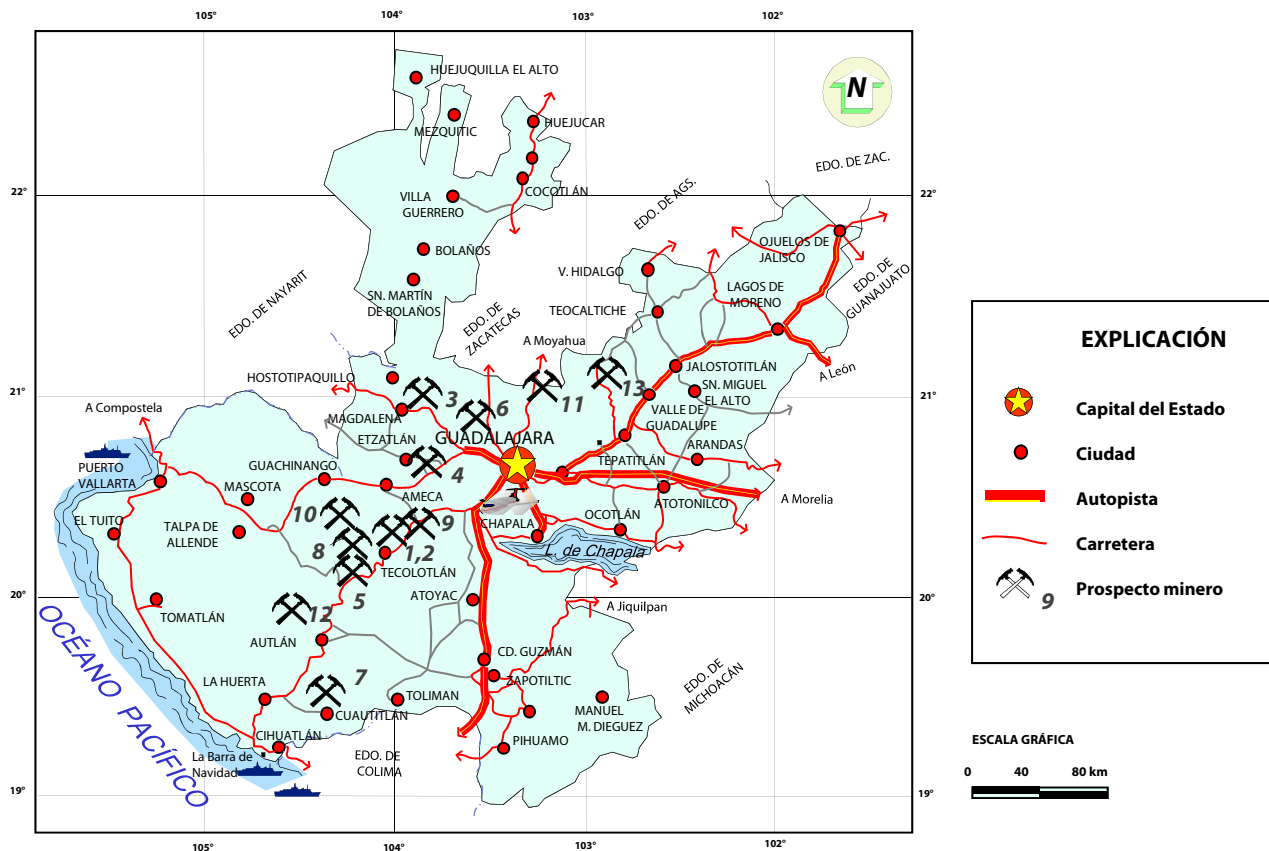 105°
104°
103°
102°
HUEJUQUILLA EL ALTO
N
MEZQUITIC
HUEJUCAR
EDO. DE ZAC.
22°
22°
VILLA
GUERRERO
COCOTLÁN
EDO. DE AGS.
BOLAÑOS
OJUELOS DE
JALISCO
V. HIDALGO
EDO. DE
GUANAJUATO
SN. MARTÍN
DE BOLAÑOS
EDO. DE NAYARIT
LAGOS DE
MORENO
TEOCALTICHE
EDO. DE
ZACATECAS
A Moyahua
EXPLICACIÓN
HOSTOTIPAQUILLO
JALOSTOTITLÁN
A León
21°
21°
3
6
11
13
SN. MIGUEL
EL ALTO
A Compostela
MAGDALENA
VALLE DE
GUADALUPE
Capital del Estado
ETZATLÁN
GUADALAJARA
ARANDAS
PUERTO
VALLARTA
GUACHINANGO
4
TEPATITLÁN
Ciudad
MASCOTA
AMECA
ATOTONILCO
A Morelia
Autopista
EL TUITO
TALPA DE
ALLENDE
10
9
CHAPALA
OCOTLÁN
8
1,2
L. de Chapala
Carretera
TECOLOTLÁN
5
Prospecto minero
9
20°
20°
TOMATLÁN
12
ATOYAC
A Jiquilpan
AUTLÁN
OCÉANO PACÍFICO
CD. GUZMÁN
LA HUERTA
7
ZAPOTILTIC
EDO. DE
MICHOACÁN
TOLIMAN
MANUEL
M. DIEGUEZ
CUAUTITLÁN
CIHUATLÁN
PIHUAMO
La Barra de
Navidad
EDO. DE
COLIMA
ESCALA GRÁFICA
0 40 80 km
19°
19°
105°
104°
103°
102°